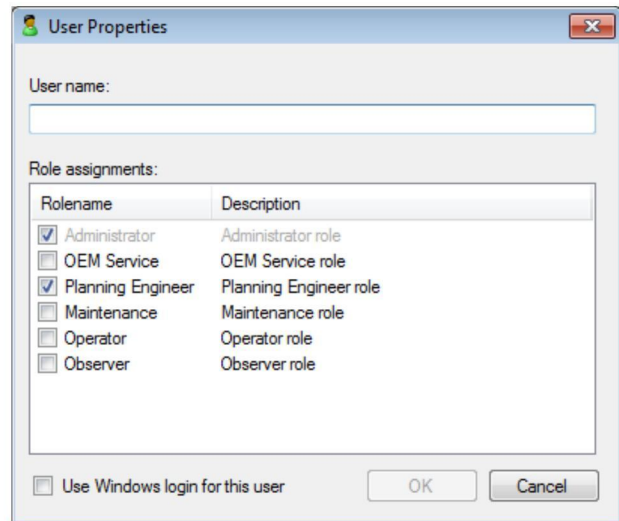 User Properties
User name:
Role assignments:
Rolename Description
Administrator Administrator role
OEM Service OEM Service role
Planning Engineer Planning Engineer role
Maintenance Maintenance role
Operator Operator role
Observer Observer role
Use Windows login for this user OK Cancel